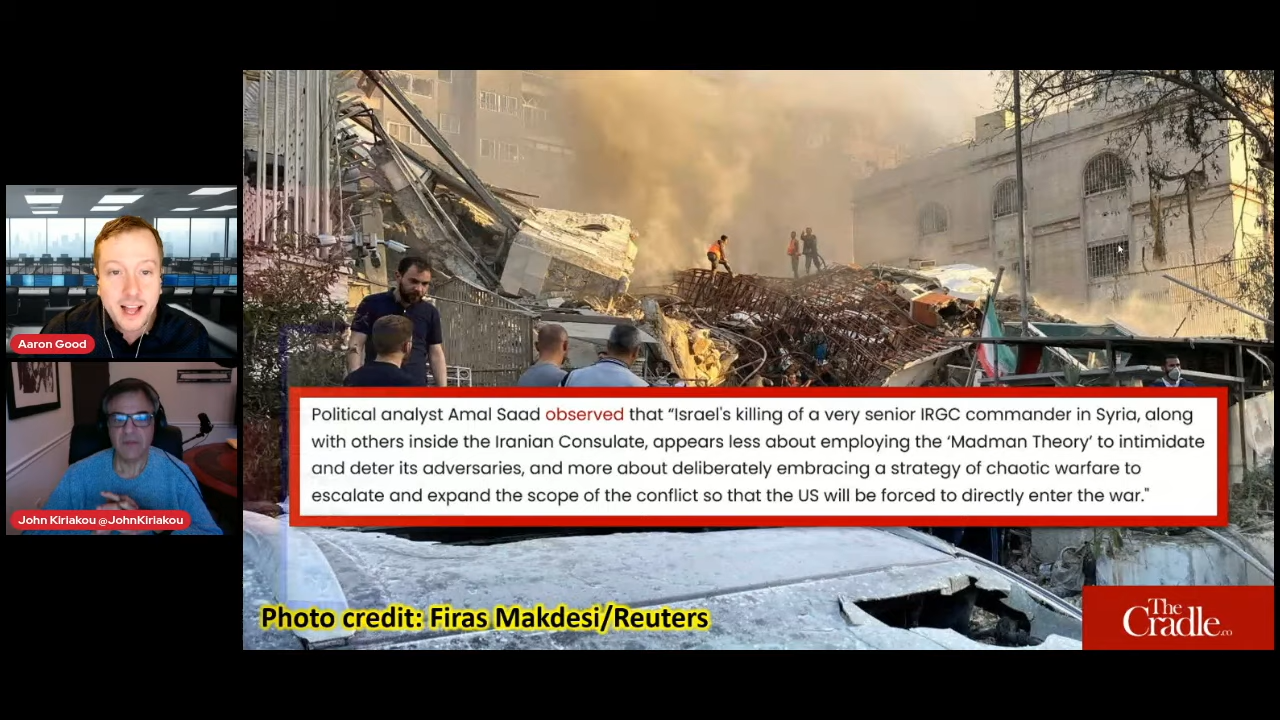 Aaron Good
John Kiriakou @JohnKiriakou
Political analyst Amal Saad observed that “Israel's killing of a very senior IRGC commander in Syria, along
with others inside the Iranian Consulate, appears less about employing the ‘Madman Theory’ to intimidate
and deter its adversaries, and more about deliberately embracing a strategy of chaotic warfare to
escalate and expand the scope of the conflict so that the US will be forced to directly enter the war."
Photo credit: Firas Makdesi/Reuters
The
Cradle.co